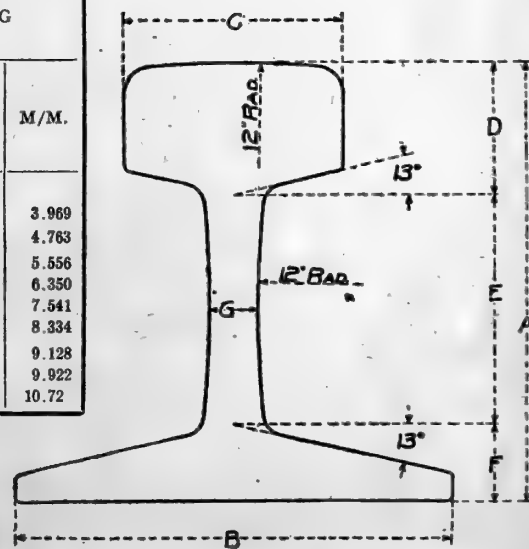 G
M/M.
3.969
4.763
5.556
6.350
7.541
8.334
9.128
9.922
10.72
C
12" RAD.
D
13°
12" RAD.
E
A
G
13°
F
B